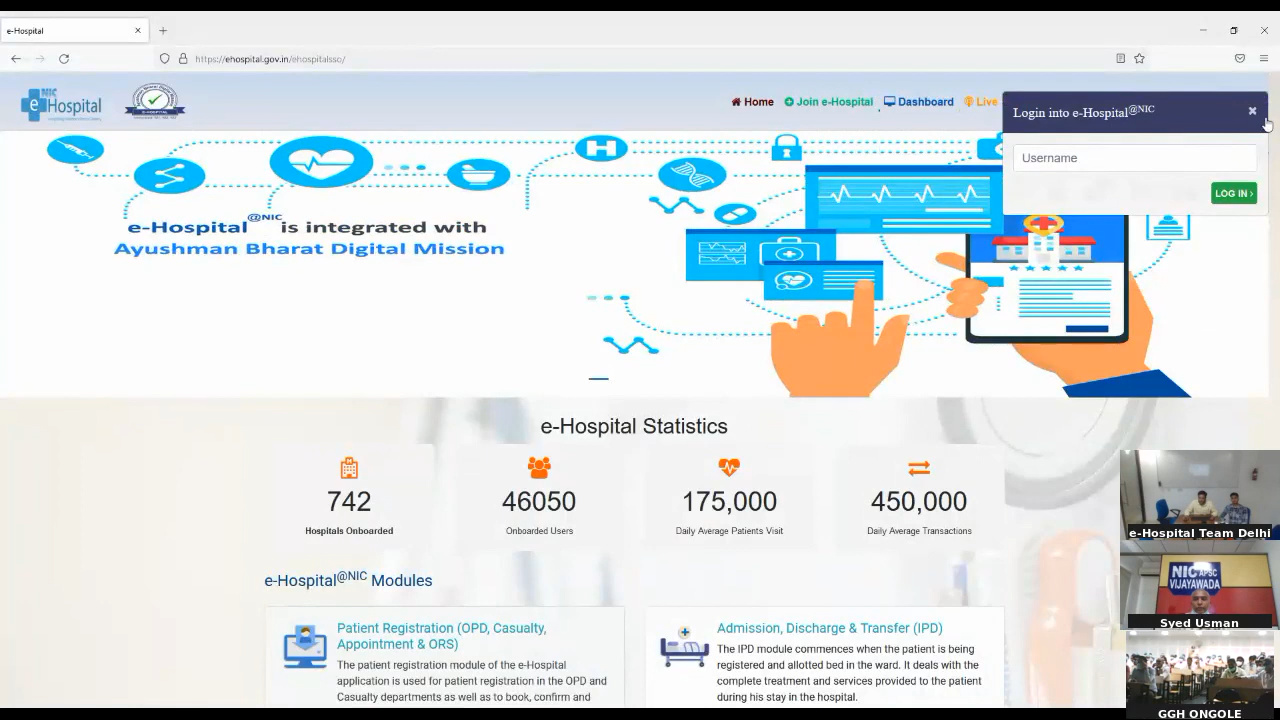 e-Hospital
https://ehospital.gov.in/ehospitalsso/
NIC
eHospital
Home
Join e-Hospital
Dashboard
Live
Login into e-Hospital@NIC
Username
LOG IN
H
e-Hospital@NIC is integrated with
Ayushman Bharat Digital Mission
e-Hospital Statistics
742
46050
175,000
450,000
Hospitals Onboarded
Onboarded Users
Daily Average Patients Visit
Daily Average Transactions
e-Hospital@NIC Modules
Patient Registration (OPD, Casualty,
Appointment & ORS)
The patient registration module of the e-Hospital
application is used for patient registration in the OPD and
Casualty departments as well as to book, confirm and
Admission, Discharge & Transfer (IPD)
The IPD module commences when the patient is being
registered and allotted bed in the ward. It deals with the
complete treatment and services provided to the patient
during his stay in the hospital.
e-Hospital Team Delhi
NIC APSC
VIJAYAWADA
Syed Usman
GGH ONGOLE